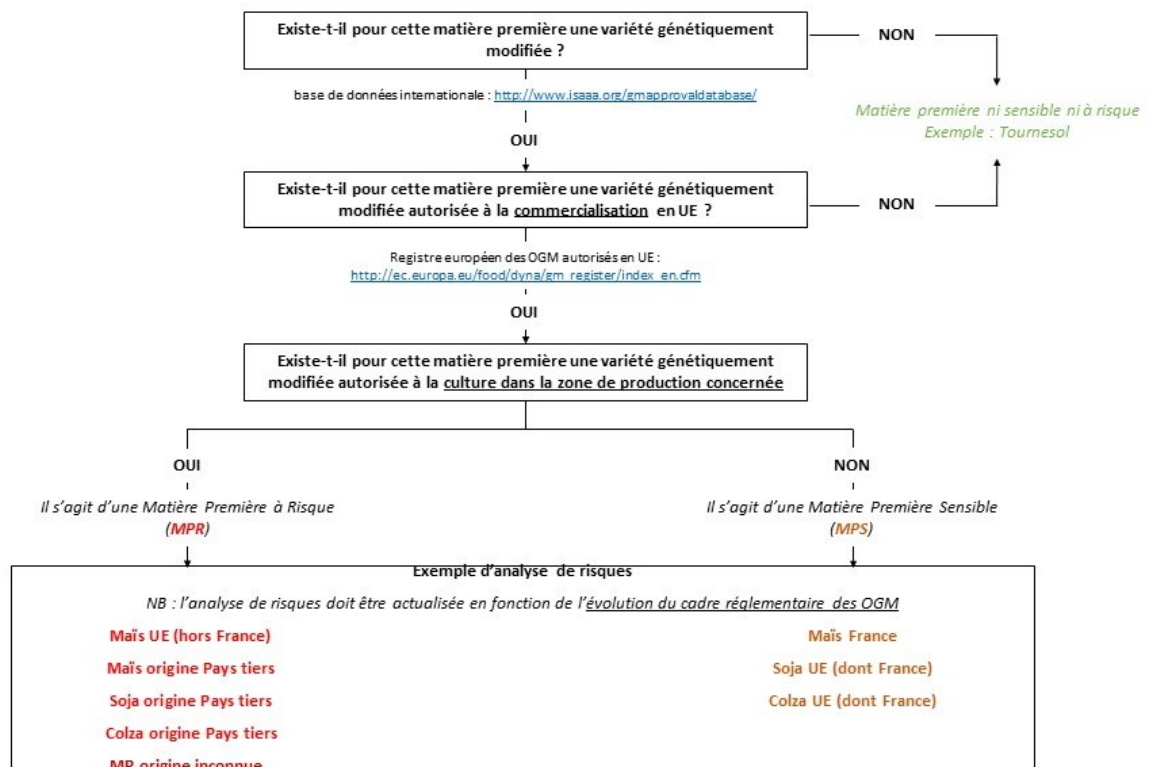 Existe-t-il pour cette matière première une variété génétiquement
modifiée ?
NON
base de données internationale : http://www.isaaa.org/gmapprovaldatabase/
Matière première ni sensible ni à risque
Exemple : Tournesol
OUI
Existe-t-il pour cette matière première une variété génétiquement
modifiée autorisée à la commercialisation en UE ?
NON
Registre européen des OGM autorisés en UE :
http://ec.europa.eu/food/dyna/gm_register/index_en.cfm
OUI
Existe-t-il pour cette matière première une variété génétiquement
modifiée autorisée à la culture dans la zone de production concernée
OUI
NON
Il s'agit d'une Matière Première à Risque
(MPR)
Il s'agit d'une Matière Première Sensible
(MPS)
Exemple d'analyse de risques
NB : l'analyse de risques doit être actualisée en fonction de l'évolution du cadre réglementaire des OGM
Maïs UE (hors France)
Maïs origine Pays tiers
Soja origine Pays tiers
Colza origine Pays tiers
MP origine inconnue
Maïs France
Soja UE (dont France)
Colza UE (dont France)